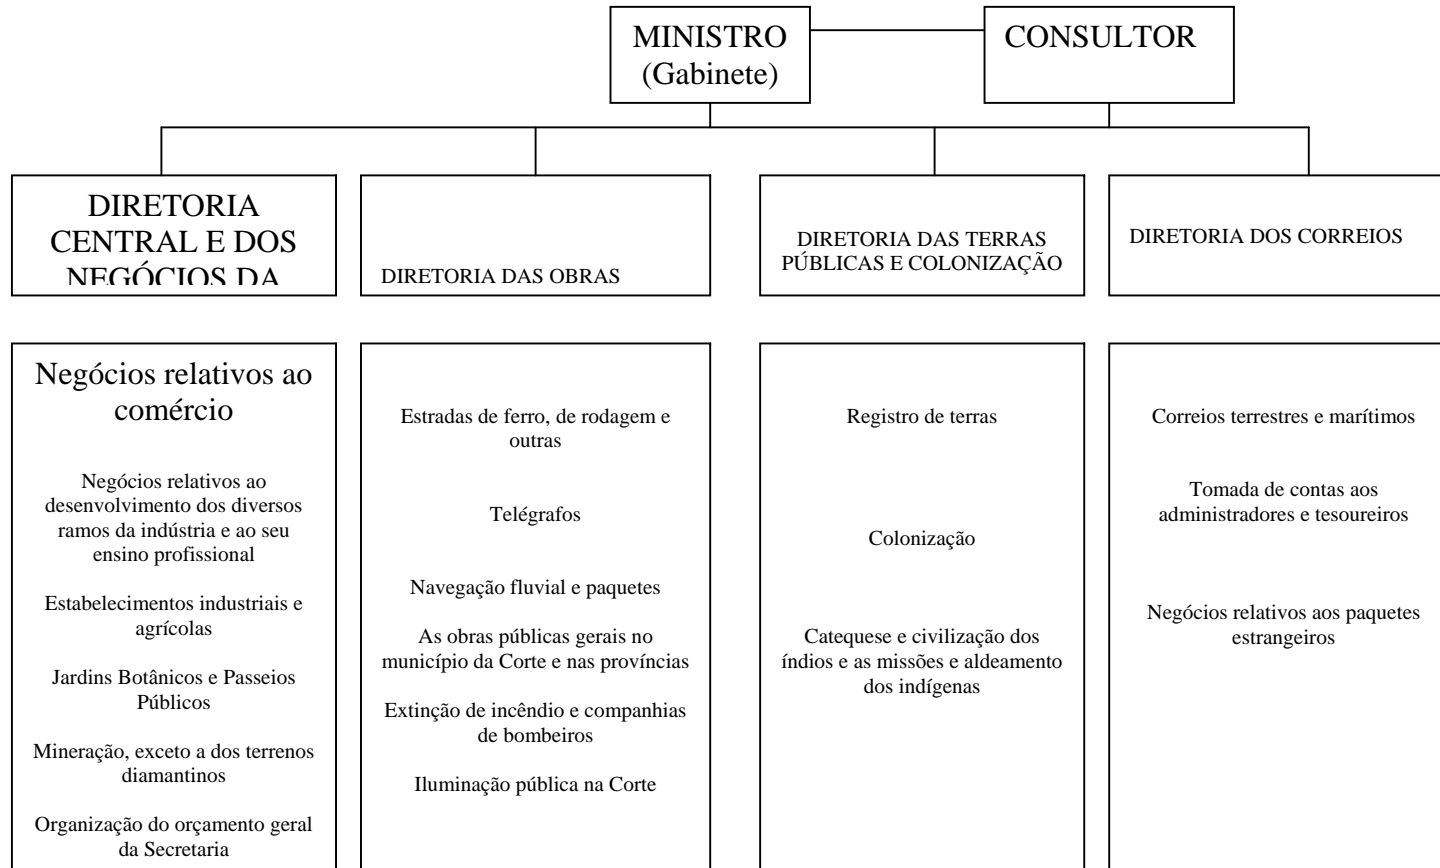 MINISTRO
(Gabinete)
CONSULTOR
DIRETORIA
CENTRAL E DOS
NEGÓCIOS DA
DIRETORIA DAS OBRAS
DIRETORIA DAS TERRAS
PÚBLICAS E COLONIZAÇÃO
DIRETORIA DOS CORREIOS
Negócios relativos ao
comércio
Negócios relativos ao
desenvolvimento dos diversos
ramos da indústria e ao seu
ensino profissional
Estabelecimentos industriais e
agrícolas
Jardins Botânicos e Passeios
Públicos
Mineração, exceto a dos terrenos
diamantinos
Organização do orçamento geral
da Secretaria
Estradas de ferro, de rodagem e
outras
Telégrafos
Navegação fluvial e paquetes
As obras públicas gerais no
município da Corte e nas províncias
Extinção de incêndio e companhias
de bombeiros
Iluminação pública na Corte
Registro de terras
Colonização
Catequese e civilização dos
índios e as missões e aldeamento
dos indígenas
Correios terrestres e marítimos
Tomada de contas aos
administradores e tesoureiros
Negócios relativos aos paquetes
estrangeiros